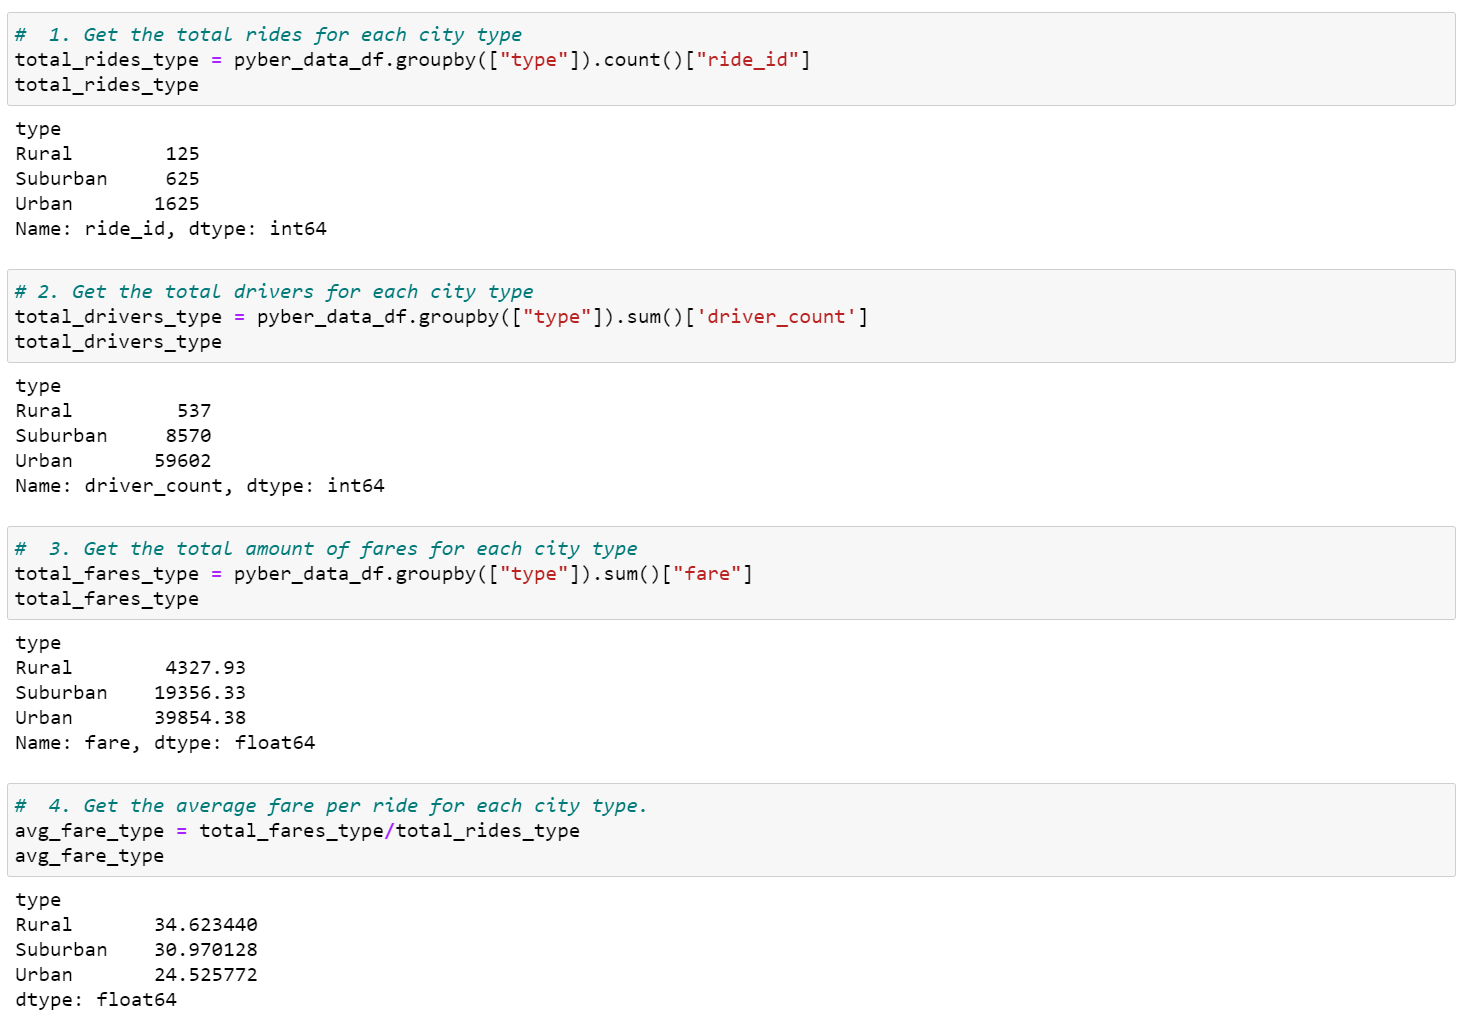 #  1. Get the total rides for each city type
total_rides_type = pyber_data_df.groupby(["type"]).count()["ride_id"]
total_rides_type
type
Rural        125
Suburban     625
Urban       1625
Name: ride_id, dtype: int64
# 2. Get the total drivers for each city type
total_drivers_type = pyber_data_df.groupby(["type"]).sum()['driver_count']
total_drivers_type
type
Rural         537
Suburban     8570
Urban       59602
Name: driver_count, dtype: int64
#  3. Get the total amount of fares for each city type
total_fares_type = pyber_data_df.groupby(["type"]).sum()["fare"]
total_fares_type
type
Rural        4327.93
Suburban    19356.33
Urban       39854.38
Name: fare, dtype: float64
#  4. Get the average fare per ride for each city type.
avg_fare_type = total_fares_type/total_rides_type
avg_fare_type
type
Rural       34.623440
Suburban    30.970128
Urban       24.525772
dtype: float64